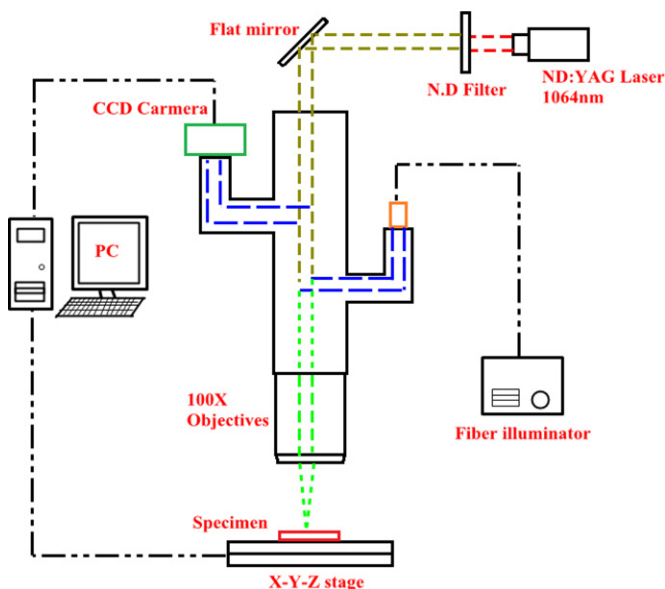 Flat mirror
ND:YAG Laser
1064nm
N.D Filter
CCD Carmera
PC
100X
Objectives
Fiber illuminator
Specimen
X-Y-Z stage